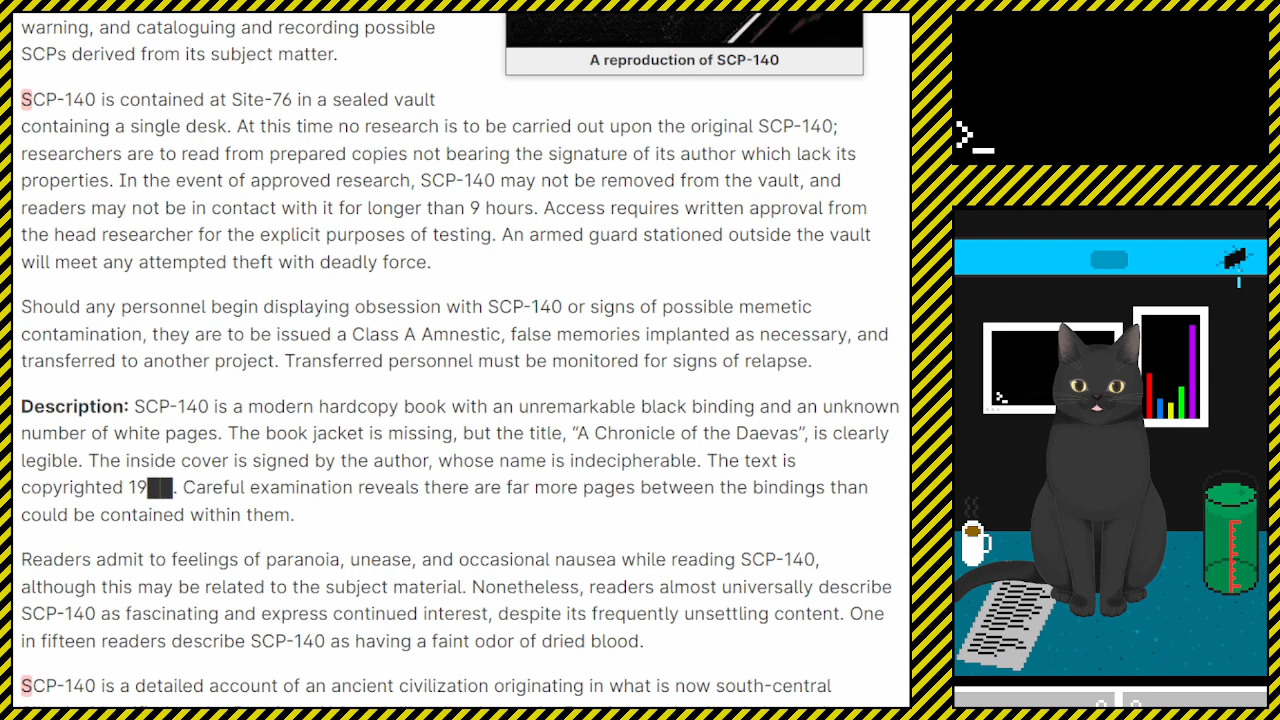 warning, and cataloguing and recording possible
SCPs derived from its subject matter.
A reproduction of SCP-140
SCP-140 is contained at Site-76 in a sealed vault
containing a single desk. At this time no research is to be carried out upon the original SCP-140;
researchers are to read from prepared copies not bearing the signature of its author which lack its
properties. In the event of approved research, SCP-140 may not be removed from the vault, and
readers may not be in contact with it for longer than 9 hours. Access requires written approval from
the head researcher for the explicit purposes of testing. An armed guard stationed outside the vault
will meet any attempted theft with deadly force.
Should any personnel begin displaying obsession with SCP-140 or signs of possible memetic
contamination, they are to be issued a Class A Amnestic, false memories implanted as necessary, and
transferred to another project. Transferred personnel must be monitored for signs of relapse.
Description: SCP-140 is a modern hardcopy book with an unremarkable black binding and an unknown
number of white pages. The book jacket is missing, but the title, “A Chronicle of the Daevas”, is clearly
legible. The inside cover is signed by the author, whose name is indecipherable. The text is
copyrighted 19██. Careful examination reveals there are far more pages between the bindings than
could be contained within them.
Readers admit to feelings of paranoia, unease, and occasional nausea while reading SCP-140,
although this may be related to the subject material. Nonetheless, readers almost universally describe
SCP-140 as fascinating and express continued interest, despite its frequently unsettling content. One
in fifteen readers describe SCP-140 as having a faint odor of dried blood.
SCP-140 is a detailed account of an ancient civilization originating in what is now south-central
>_
>_